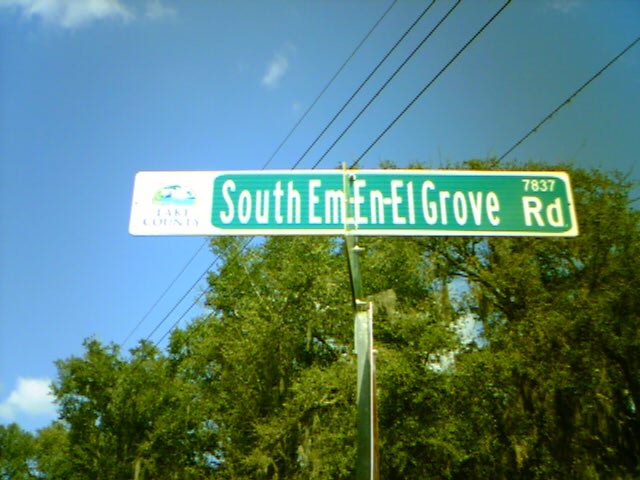 LAKE
COUNTY
South Em-En-El Grove Rd
7837